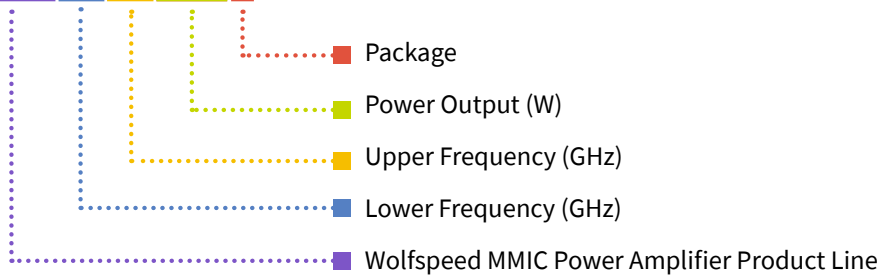 Package
Power Output (W)
Upper Frequency (GHz)
Lower Frequency (GHz)
Wolfspeed MMIC Power Amplifier Product Line